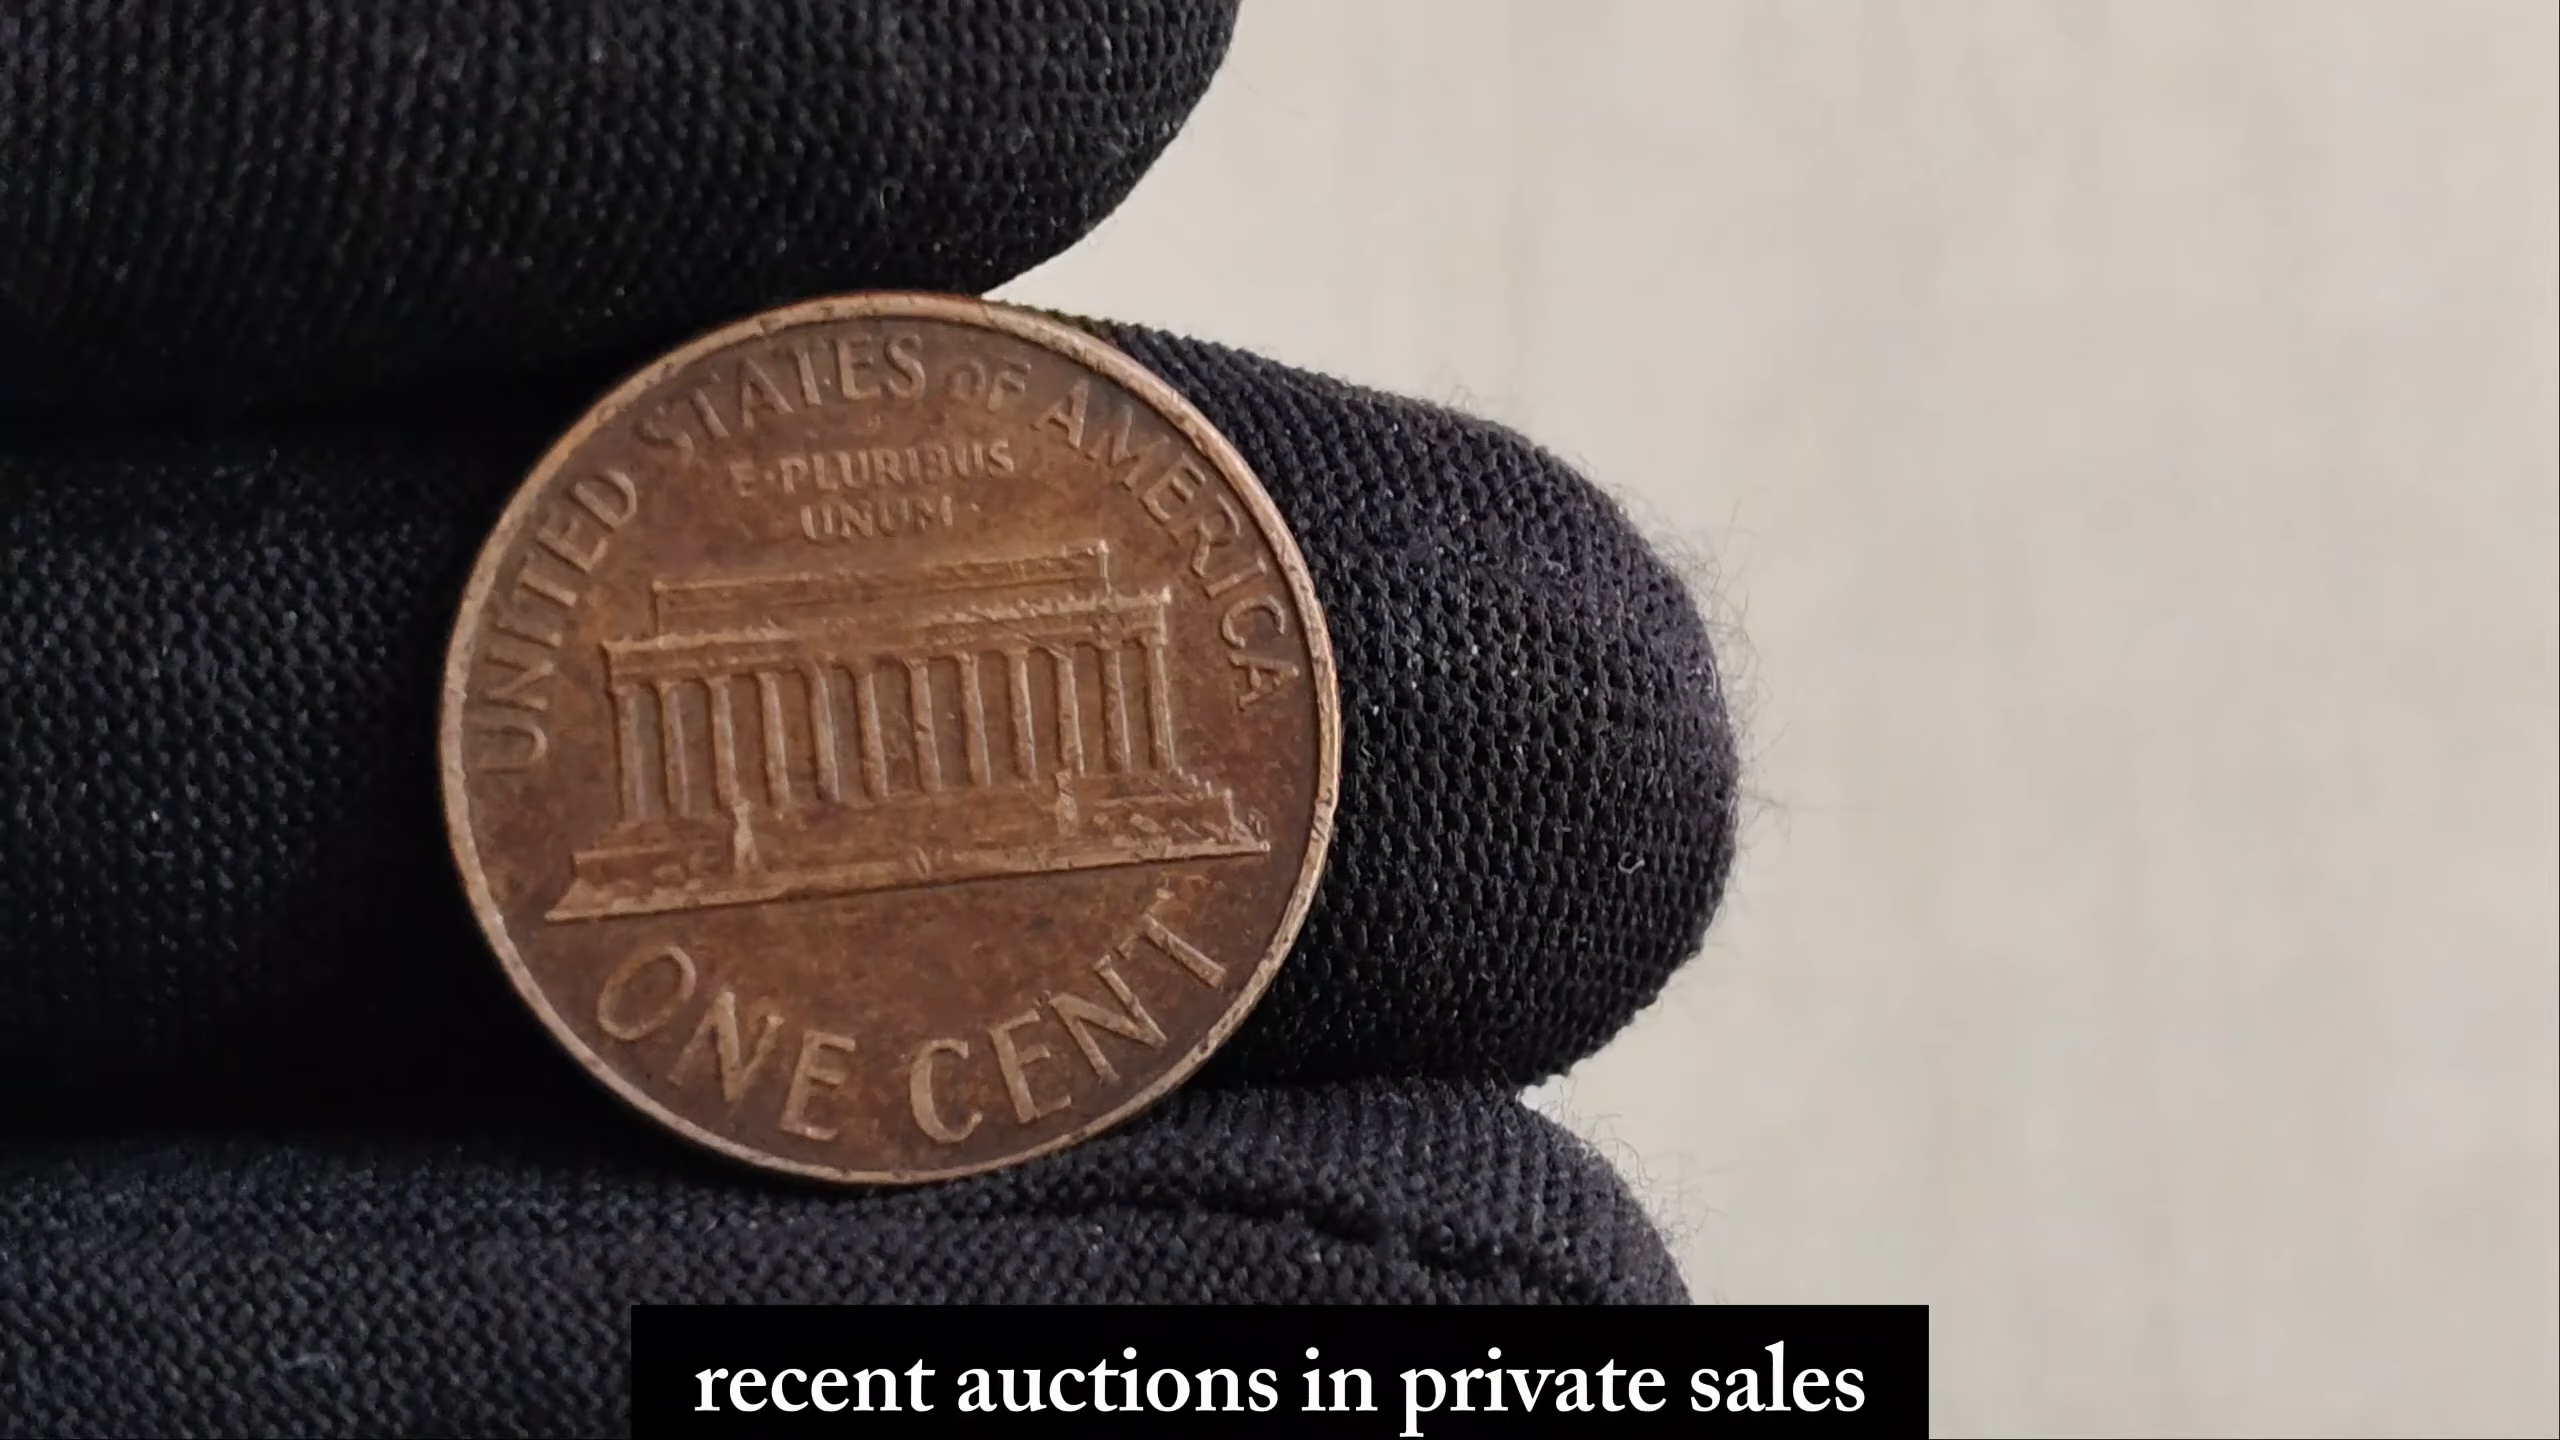 UNITED STATES OF AMERICA
E·PLURIBUS
UNUM·
ONE CENT
recent auctions in private sales